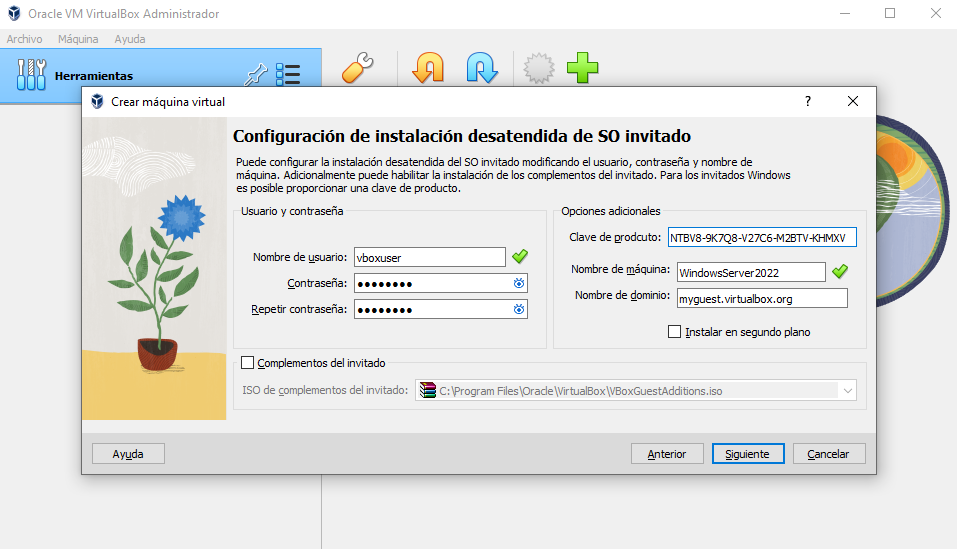 Oracle VM VirtualBox Administrador
Archivo Máquina Ayuda
Herramientas
Crear máquina virtual
?
Configuración de instalación desatendida de SO invitado
Puede configurar la instalación desatendida del SO invitado modificando el usuario, contraseña y nombre de
máquina. Adicionalmente puede habilitar la instalación de los complementos del invitado. Para los invitados Windows
es posible proporcionar una clave de producto.
Usuario y contraseña
Nombre de usuario: vboxuser
Contraseña: ●●●●●●●●
Repetir contraseña: ●●●●●●●●
Opciones adicionales
Clave de prodcuto: NTBV8-9K7Q8-V27C6-M2BTV-KHMXV
Nombre de máquina: WindowsServer2022
Nombre de dominio: myguest.virtualbox.org
Instalar en segundo plano
Complementos del invitado
ISO de complementos del invitado: C:\Program Files\Oracle\VirtualBox\VBoxGuestAdditions.iso
Ayuda Anterior Siguiente Cancelar